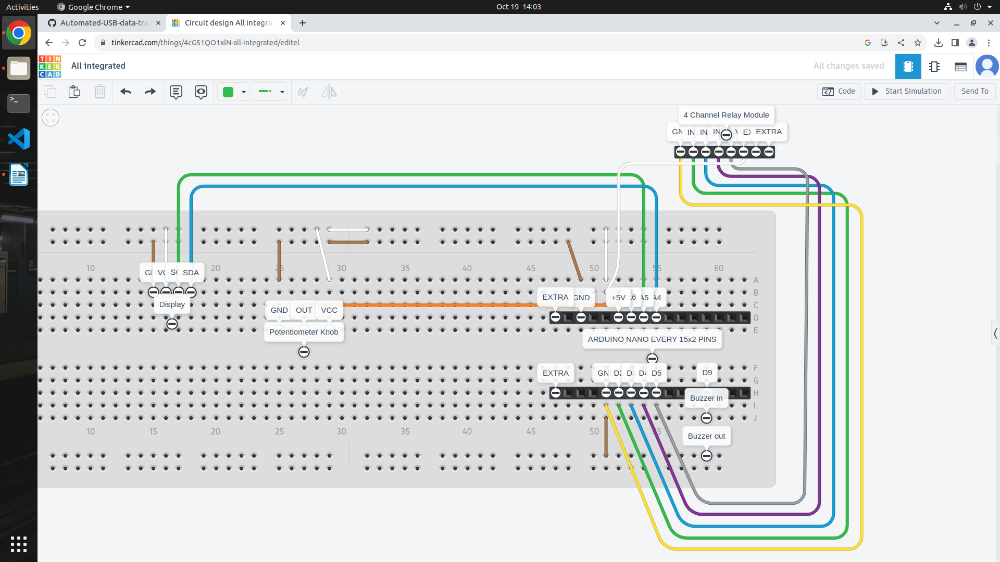 Activities
Google Chrome
Oct 19 14:03
Automated-USB-data-tra
Circuit design All integra
tinkercad.com/things/4cG51QO1xlN-all-integrated/editel
TIN
KER
CAD
All integrated
All changes saved
Code
Start Simulation
Send To
4 Channel Relay Module
GN IN IN IN V EX EXTRA
10 20 25 30 35 40 45 50 55 60
GN VC SC SDA
A
B
EXTRA GND +5V A6 A5 A4
Display
C
GND OUT VCC
D
Potentiometer Knob
E
ARDUINO NANO EVERY 15x2 PINS
F
EXTRA GN D2 D3 D4 D5 D9
G
H
Buzzer in
I
J
10 15 20 25 30 35 40 45 50 55
Buzzer out